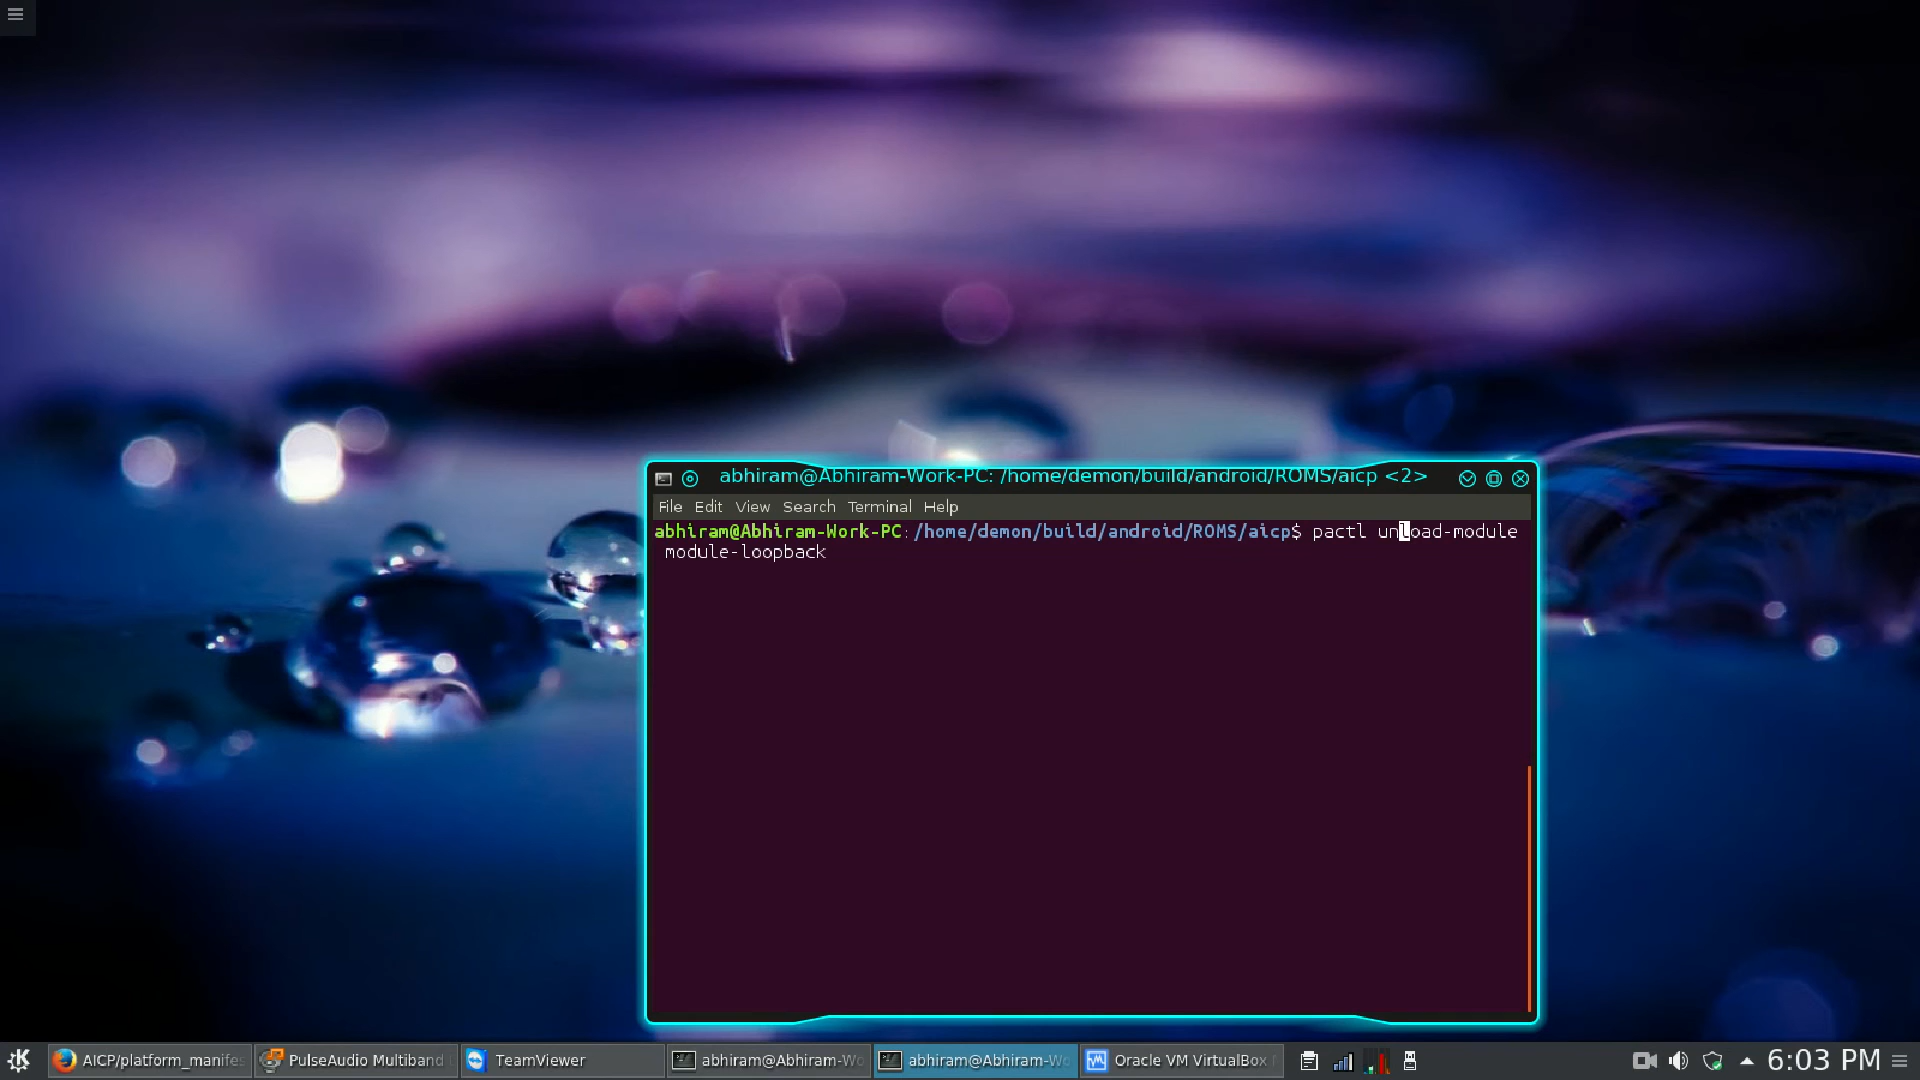 abhiram@Abhiram-Work-PC: /home/demon/build/android/ROMS/aicp <2>
File Edit View Search Terminal Help
abhiram@Abhiram-Work-PC:/home/demon/build/android/ROMS/aicp$ pactl unload-module
module-loopback
AICP/platform_manifes
PulseAudio Multiband
TeamViewer
abhiram@Abhiram-Wo
abhiram@Abhiram-Wo
Oracle VM VirtualBox
6:03 PM